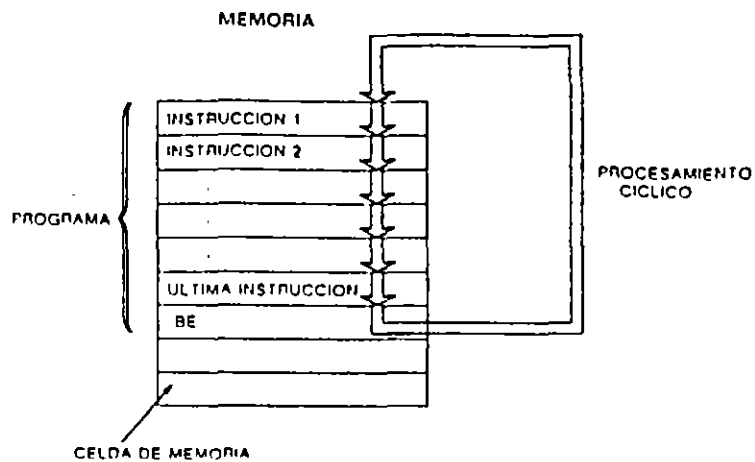 MEMORIA
INSTRUCCION 1
INSTRUCCION 2
PROGRAMA
PROCESAMIENTO
CICLICO
ULTIMA INSTRUCCION
BE
CELDA DE MEMORIA